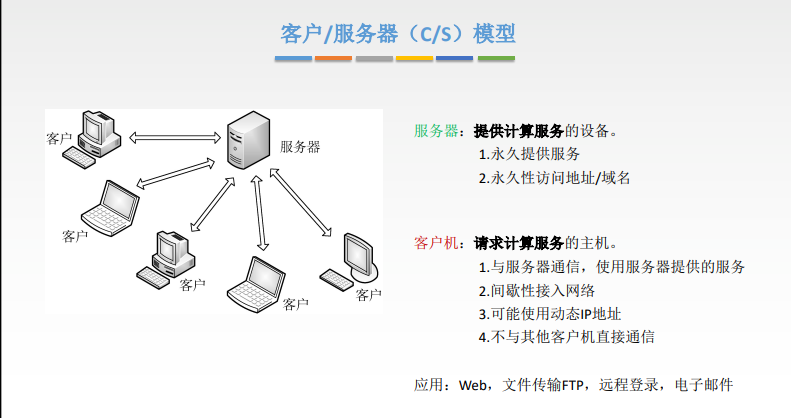 客户/服务器（C/S）模型
客户
服务器
客户
客户
客户
客户
服务器：提供计算服务的设备。
1.永久提供服务
2.永久性访问地址/域名
客户机：请求计算服务的主机。
1.与服务器通信，使用服务器提供的服务
2.间歇性接入网络
3.可能使用动态IP地址
4.不与其他客户机直接通信
应用：Web，文件传输FTP，远程登录，电子邮件